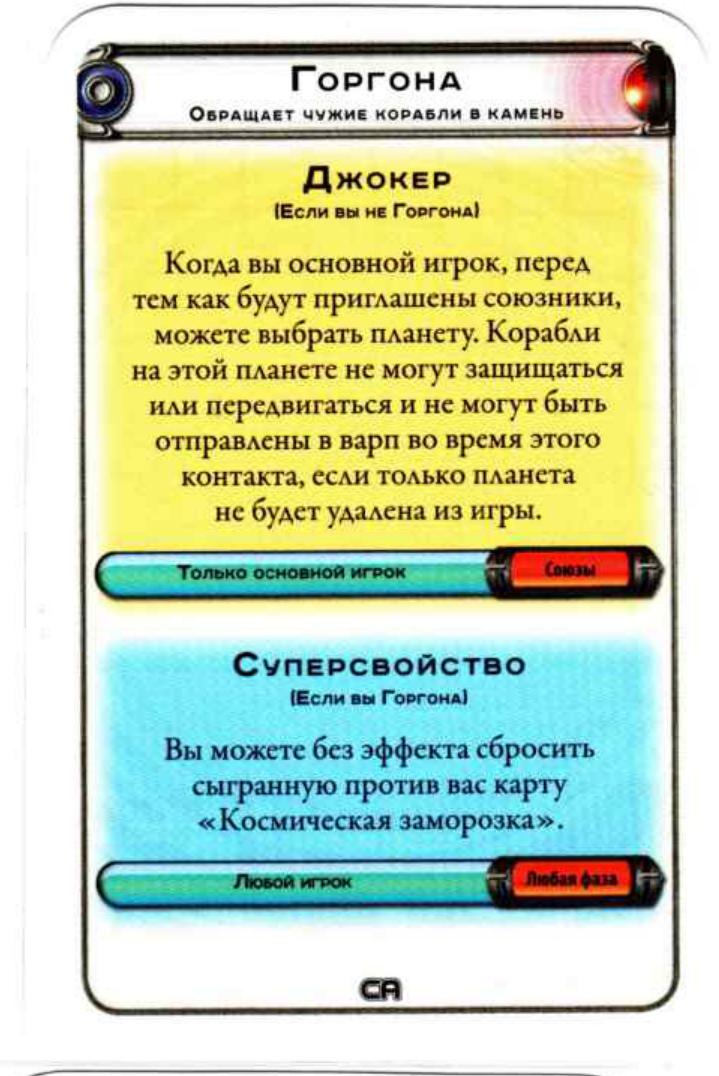 Горгона
Обращает чужие корабли в камень
Джокер
(Если вы не Горгона)
Когда вы основной игрок, перед
тем как будут приглашены союзники,
можете выбрать планету. Корабли
на этой планете не могут защищаться
или передвигаться и не могут быть
отправлены в варп во время этого
контакта, если только планета
не будет удалена из игры.
Только основной игрок Союзы
Суперсвойство
(Если вы Горгона)
Вы можете без эффекта сбросить
сыгранную против вас карту
«Космическая заморозка».
Любой игрок Любая фаза
CA